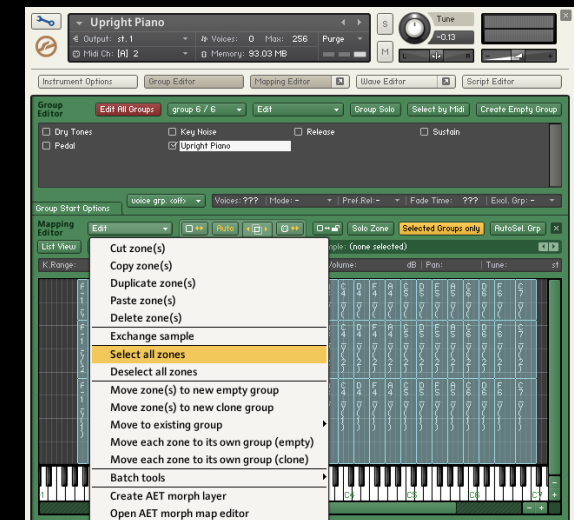 Upright Piano
Output: st. 1 Voices: 0 Max: 256 Purge
Midi Ch: [A] 2 Memory: 93.03 MB
S
M
Tune
-0.13
L R
Instrument Options Group Editor Mapping Editor Wave Editor Script Editor
Group Editor Edit All Groups group 6 / 6 Edit Group Solo Select by Midi Create Empty Group
Dry Tones Key Noise Release Sustain
Pedal Upright Piano
Group Start Options voice grp. <off> Voices: ??? Mode: - Pref.Rel: - Fade Time: ??? Excl. Grp: -
Mapping Editor Edit Auto Solo Zone Selected Groups only AutoSel. Grp
List View (none selected)
K.Range: Volume: dB Pan: Tune: st
Cut zone(s)
Copy zone(s)
Duplicate zone(s)
Paste zone(s)
Delete zone(s)
Exchange sample
Select all zones
Deselect all zones
Move zone(s) to new empty group
Move zone(s) to new clone group
Move to existing group
Move each zone to its own group (empty)
Move each zone to its own group (clone)
Batch tools
Create AET morph layer
Open AET morph map editor
C4 C5 C6 C7